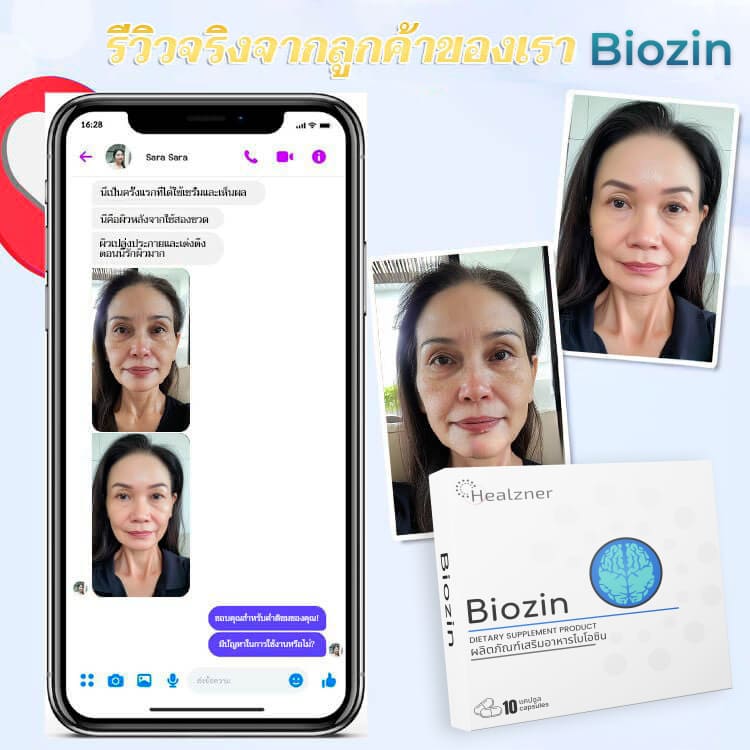 รีวิวจริงจากลูกค้าของเรา Biozin
16:28
Sara Sara
นี่เป็นครั้งแรกที่ได้ใช้เซรั่มและเห็นผล
นี่คือผิวหลังจากใช้สองขวด
ผิวเปล่งประกายและเต่งตึง
ตอนนี้รักผิวมาก
ขอบคุณสำหรับคำติชมของคุณ!
มีปัญหาในการใช้งานหรือไม่?
ส่งข้อความ
Healzner
Biozin
Biozin
DIETARY SUPPLEMENT PRODUCT
ผลิตภัณฑ์เสริมอาหารไบโอซิน
10 แคปซูล
capsules